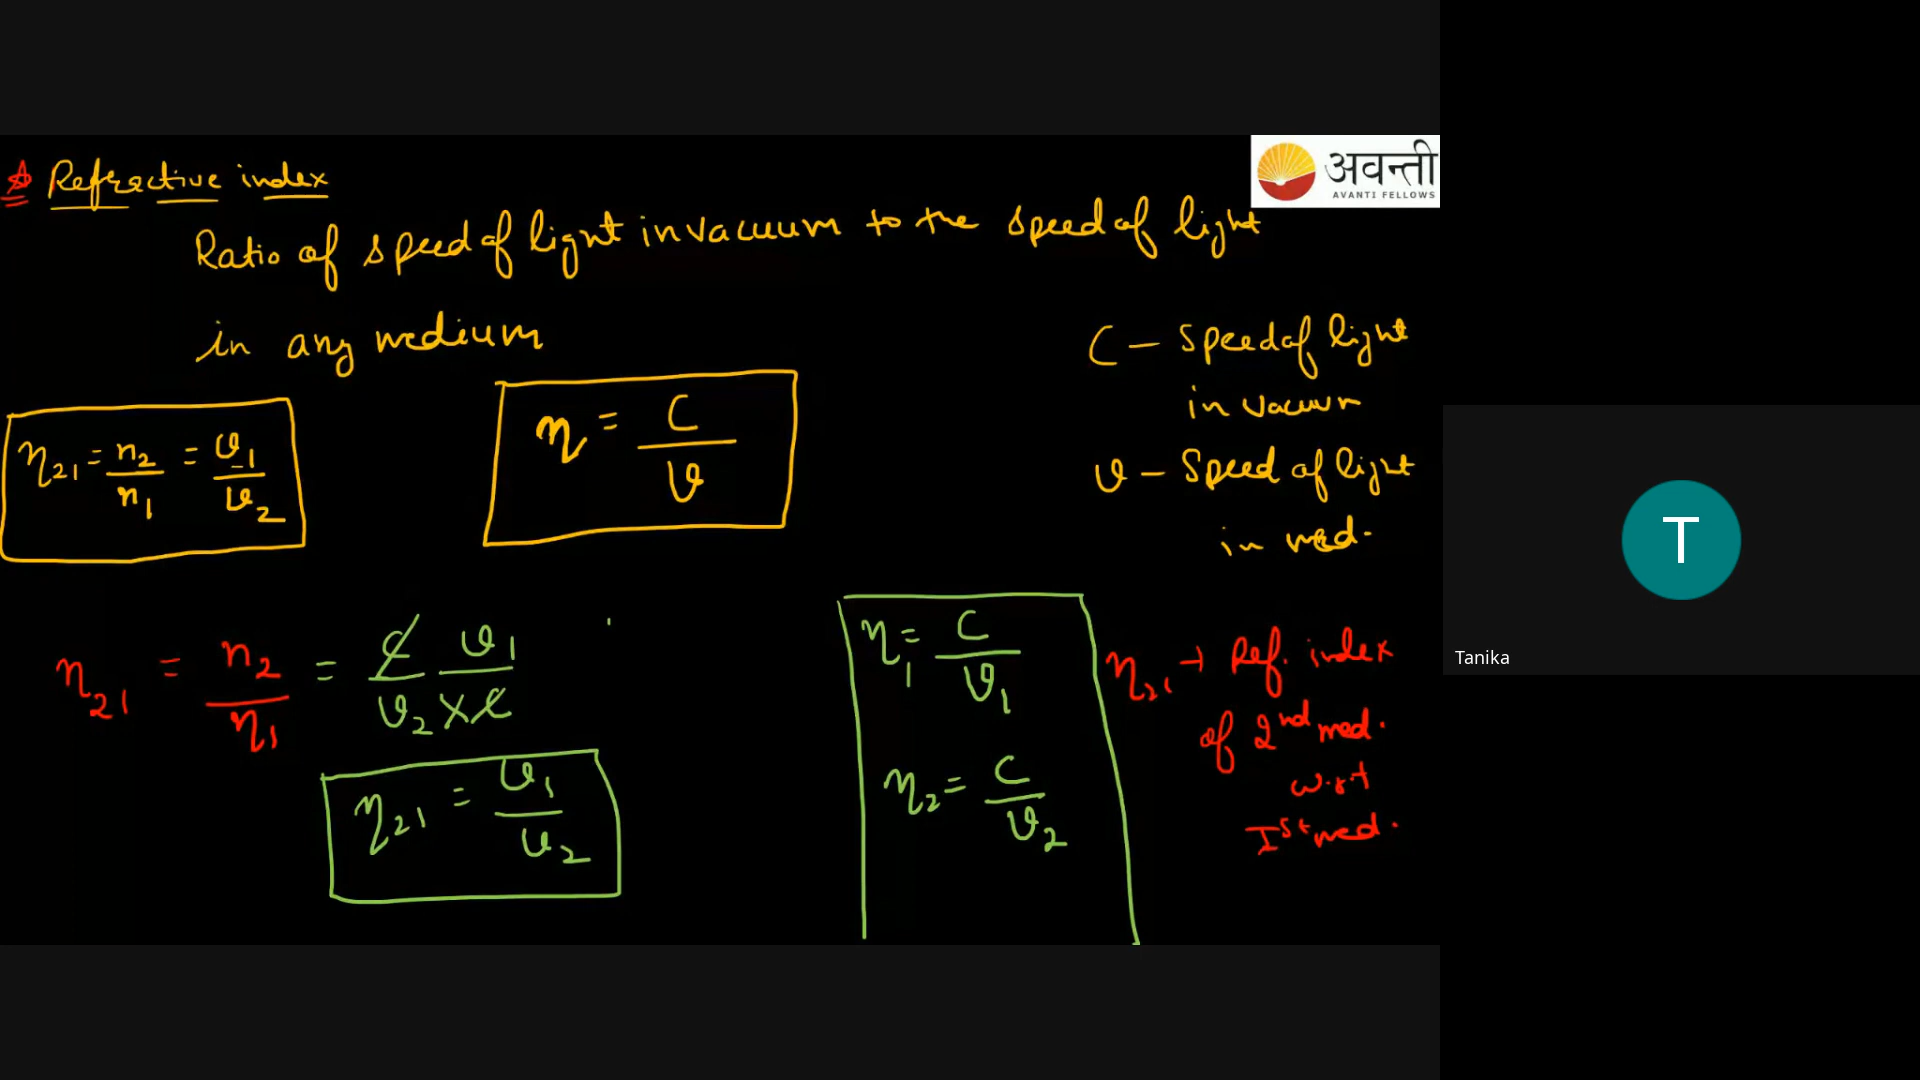 Refractive index
अवन्ती
AVANTI FELLOWS
Ratio of speed of light in vacuum to the speed of light
in any medium
C – Speed of light
in vacuum
v – Speed of light
in med.
η = C / v
η21 = n2 / n1 = v1 / v2
η21 = n2 / η1 = C / v2 × v1 / C
η21 = v1 / v2
η1 = C / v1
η2 = C / v2
η21 → Ref. index
of 2nd med.
w.r.t
Ist med.
T
Tanika